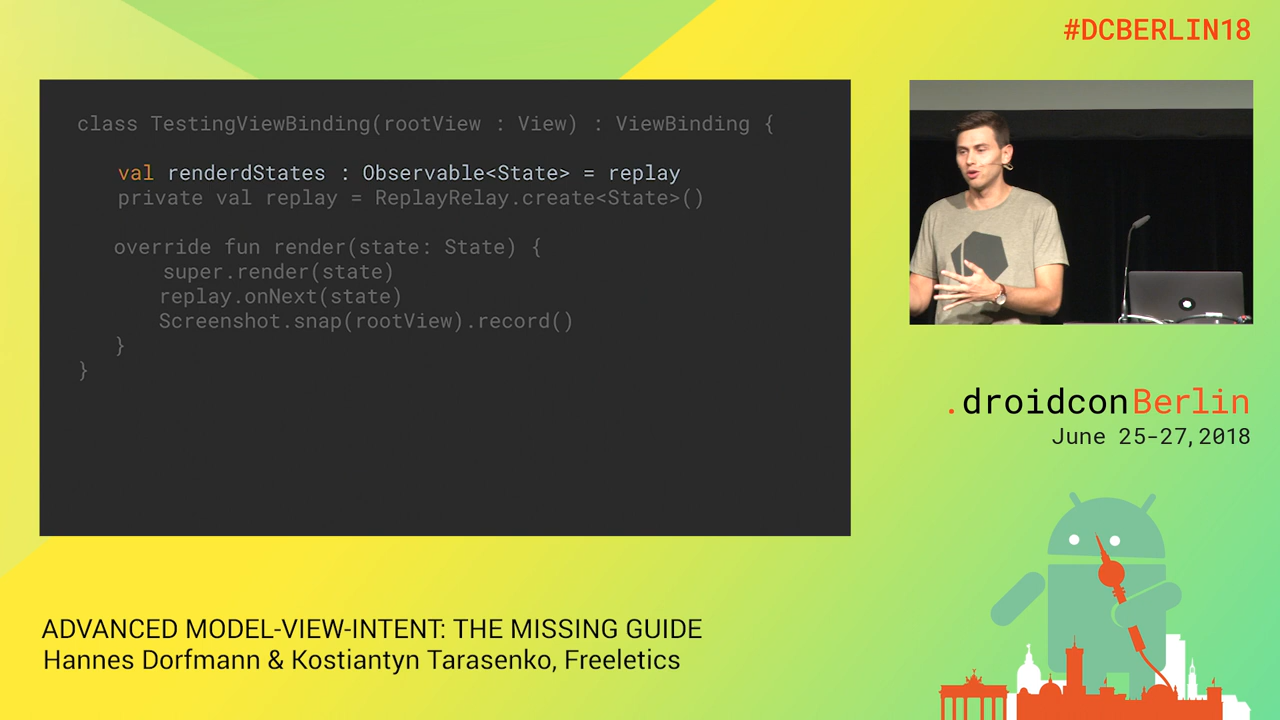 #DCBERLIN18
class TestingViewBinding(rootView : View) : ViewBinding {
val renderdStates : Observable<State> = replay
private val replay = ReplayRelay.create<State>()
override fun render(state: State) {
super.render(state)
replay.onNext(state)
Screenshot.snap(rootView).record()
}
}
.droidconBerlin
June 25-27, 2018
ADVANCED MODEL-VIEW-INTENT: THE MISSING GUIDE
Hannes Dorfmann & Kostiantyn Tarasenko, Freeletics